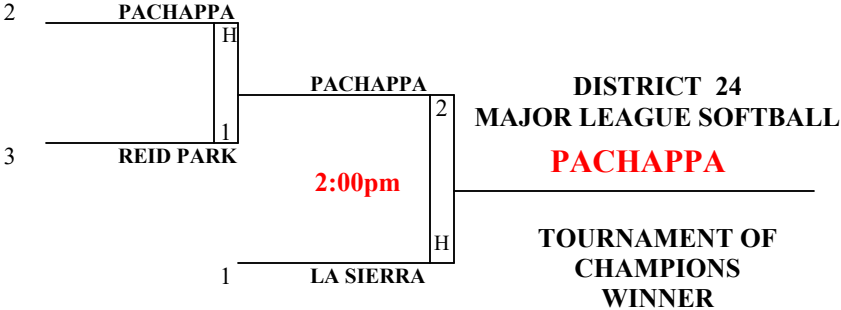 2
PACHAPPA
H
1
3
REID PARK
PACHAPPA
2
2:00pm
H
1
LA SIERRA
DISTRICT 24
MAJOR LEAGUE SOFTBALL
PACHAPPA
TOURNAMENT OF
CHAMPIONS
WINNER